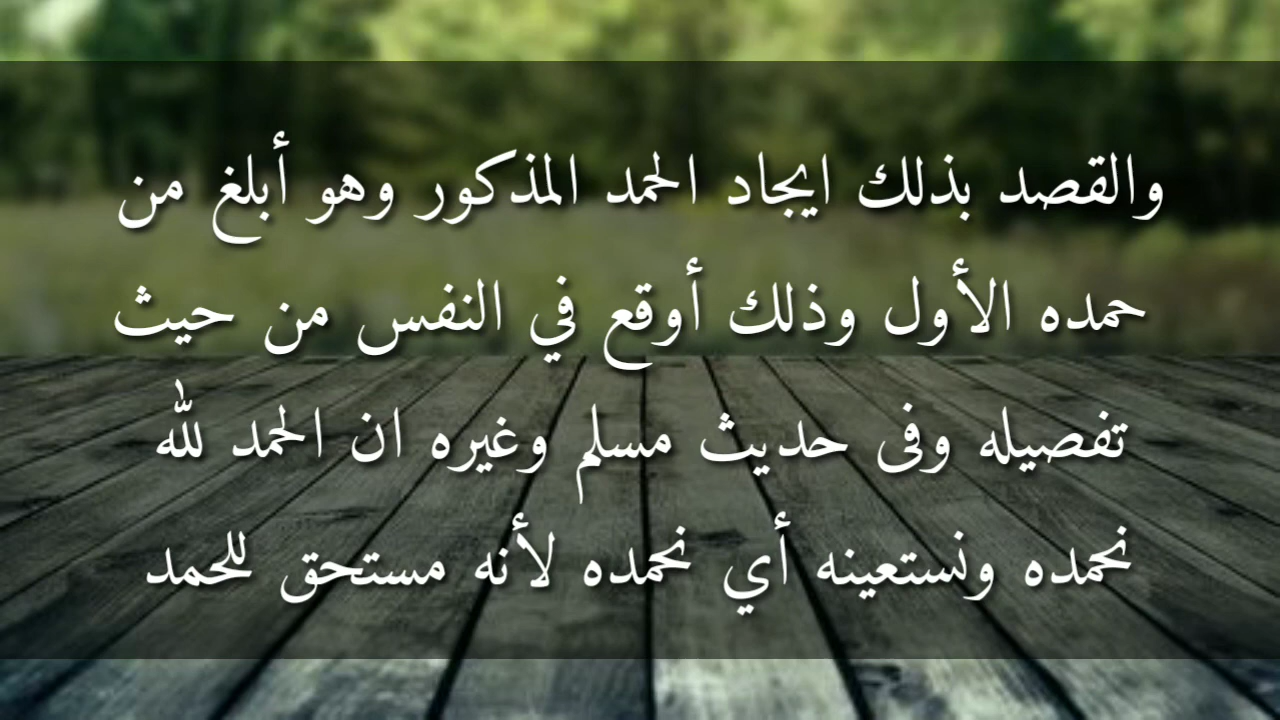 والقصد بذلك ايجاد الحمد المذكور وهو أبلغ من
حمده الأول وذلك أوقع في النفس من حيث
تفصيله وفى حديث مسلم وغيره ان الحمد لله
نحمده ونستعينه أي نحمده لأنه مستحق للحمد